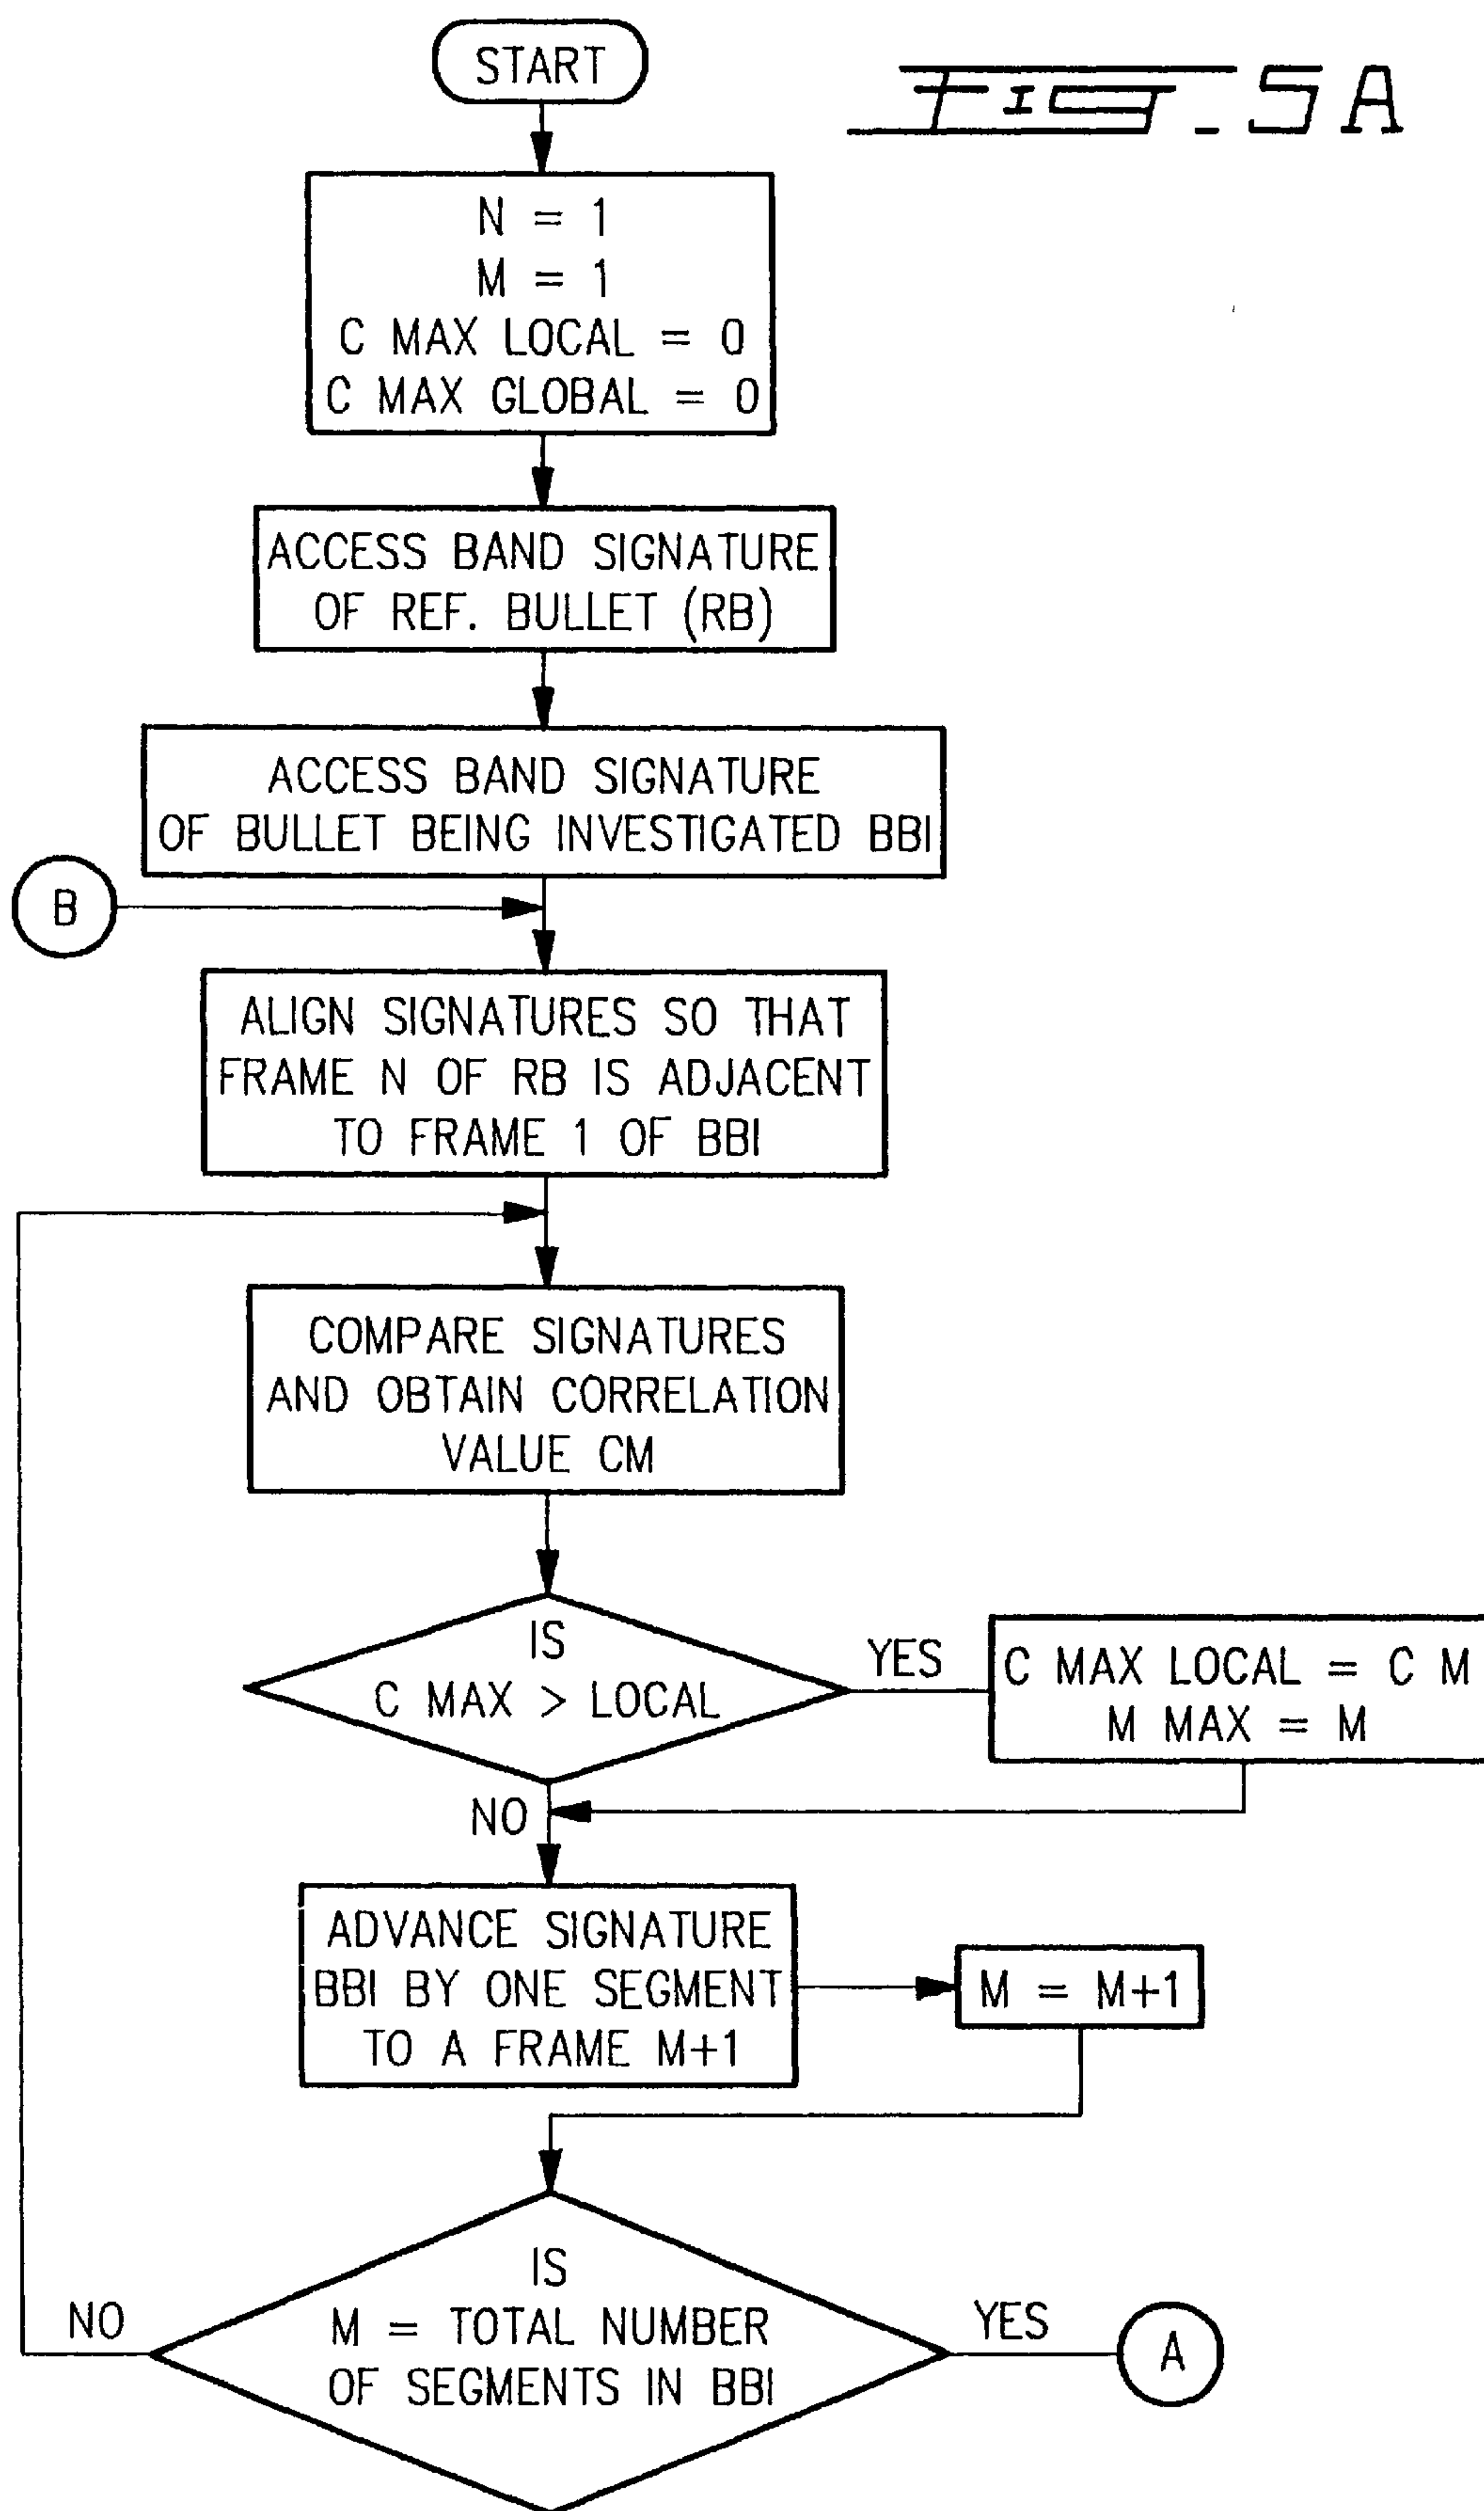 START
FIG. 5A
N = 1
M = 1
C MAX LOCAL = 0
C MAX GLOBAL = 0
ACCESS BAND SIGNATURE
OF REF. BULLET (RB)
ACCESS BAND SIGNATURE
OF BULLET BEING INVESTIGATED BBI
B
ALIGN SIGNATURES SO THAT
FRAME N OF RB IS ADJACENT
TO FRAME 1 OF BBI
COMPARE SIGNATURES
AND OBTAIN CORRELATION
VALUE CM
IS
C MAX > LOCAL
YES
C MAX LOCAL = C M
M MAX = M
NO
ADVANCE SIGNATURE
BBI BY ONE SEGMENT
TO A FRAME M+1
M = M+1
IS
M = TOTAL NUMBER
OF SEGMENTS IN BBI
NO
YES
A